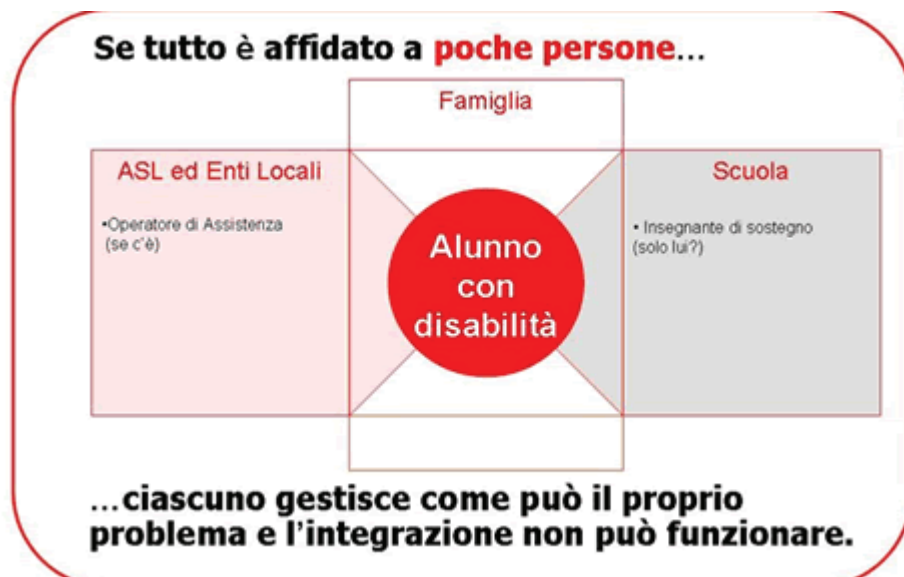 Se tutto è affidato a poche persone...
Famiglia
ASL ed Enti Locali
•Operatore di Assistenza
(se c'è)
Alunno
con
disabilità
Scuola
• Insegnante di sostegno
(solo lui?)
...ciascuno gestisce come può il proprio
problema e l'integrazione non può funzionare.